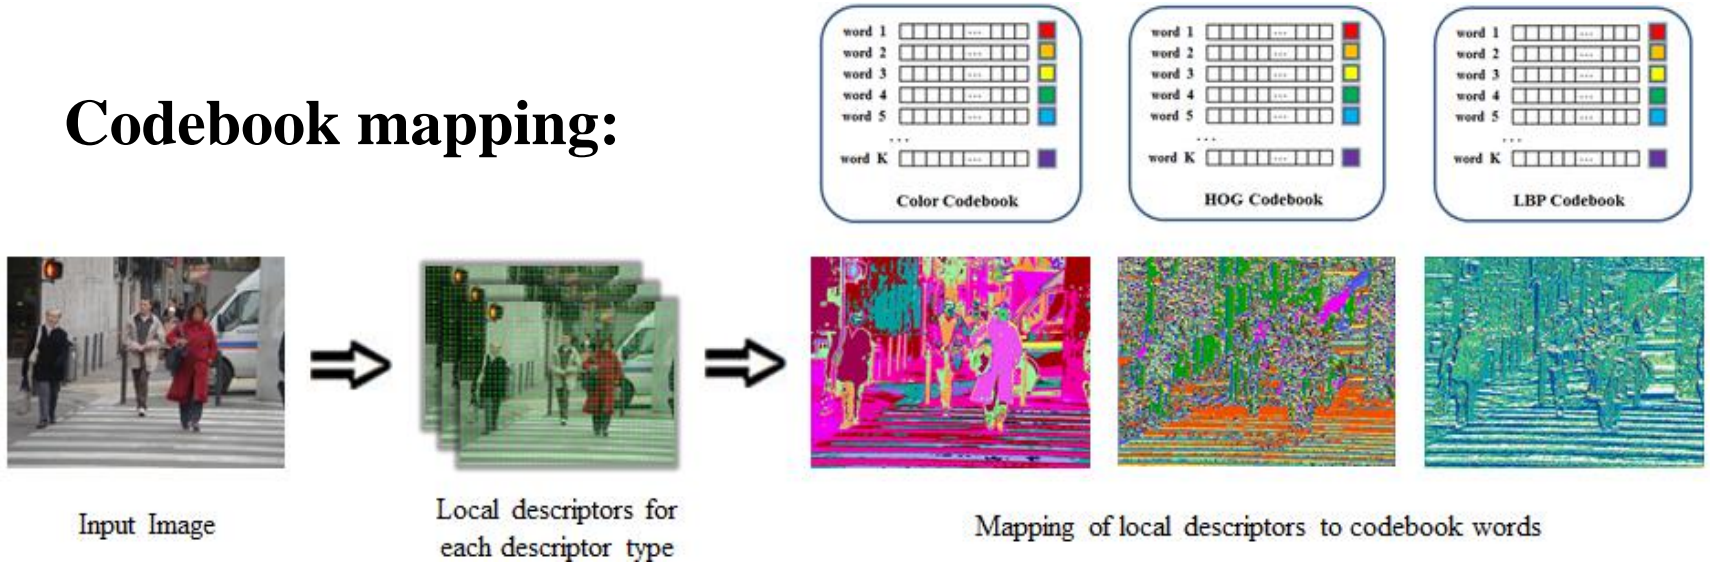 Codebook mapping:
word 1 ...
word 2 ...
word 3 ...
word 4 ...
word 5 ...
...
word K ...
Color Codebook
word 1 ...
word 2 ...
word 3 ...
word 4 ...
word 5 ...
...
word K ...
HOG Codebook
word 1 ...
word 2 ...
word 3 ...
word 4 ...
word 5 ...
...
word K ...
LBP Codebook
Input Image
Local descriptors for
each descriptor type
Mapping of local descriptors to codebook words